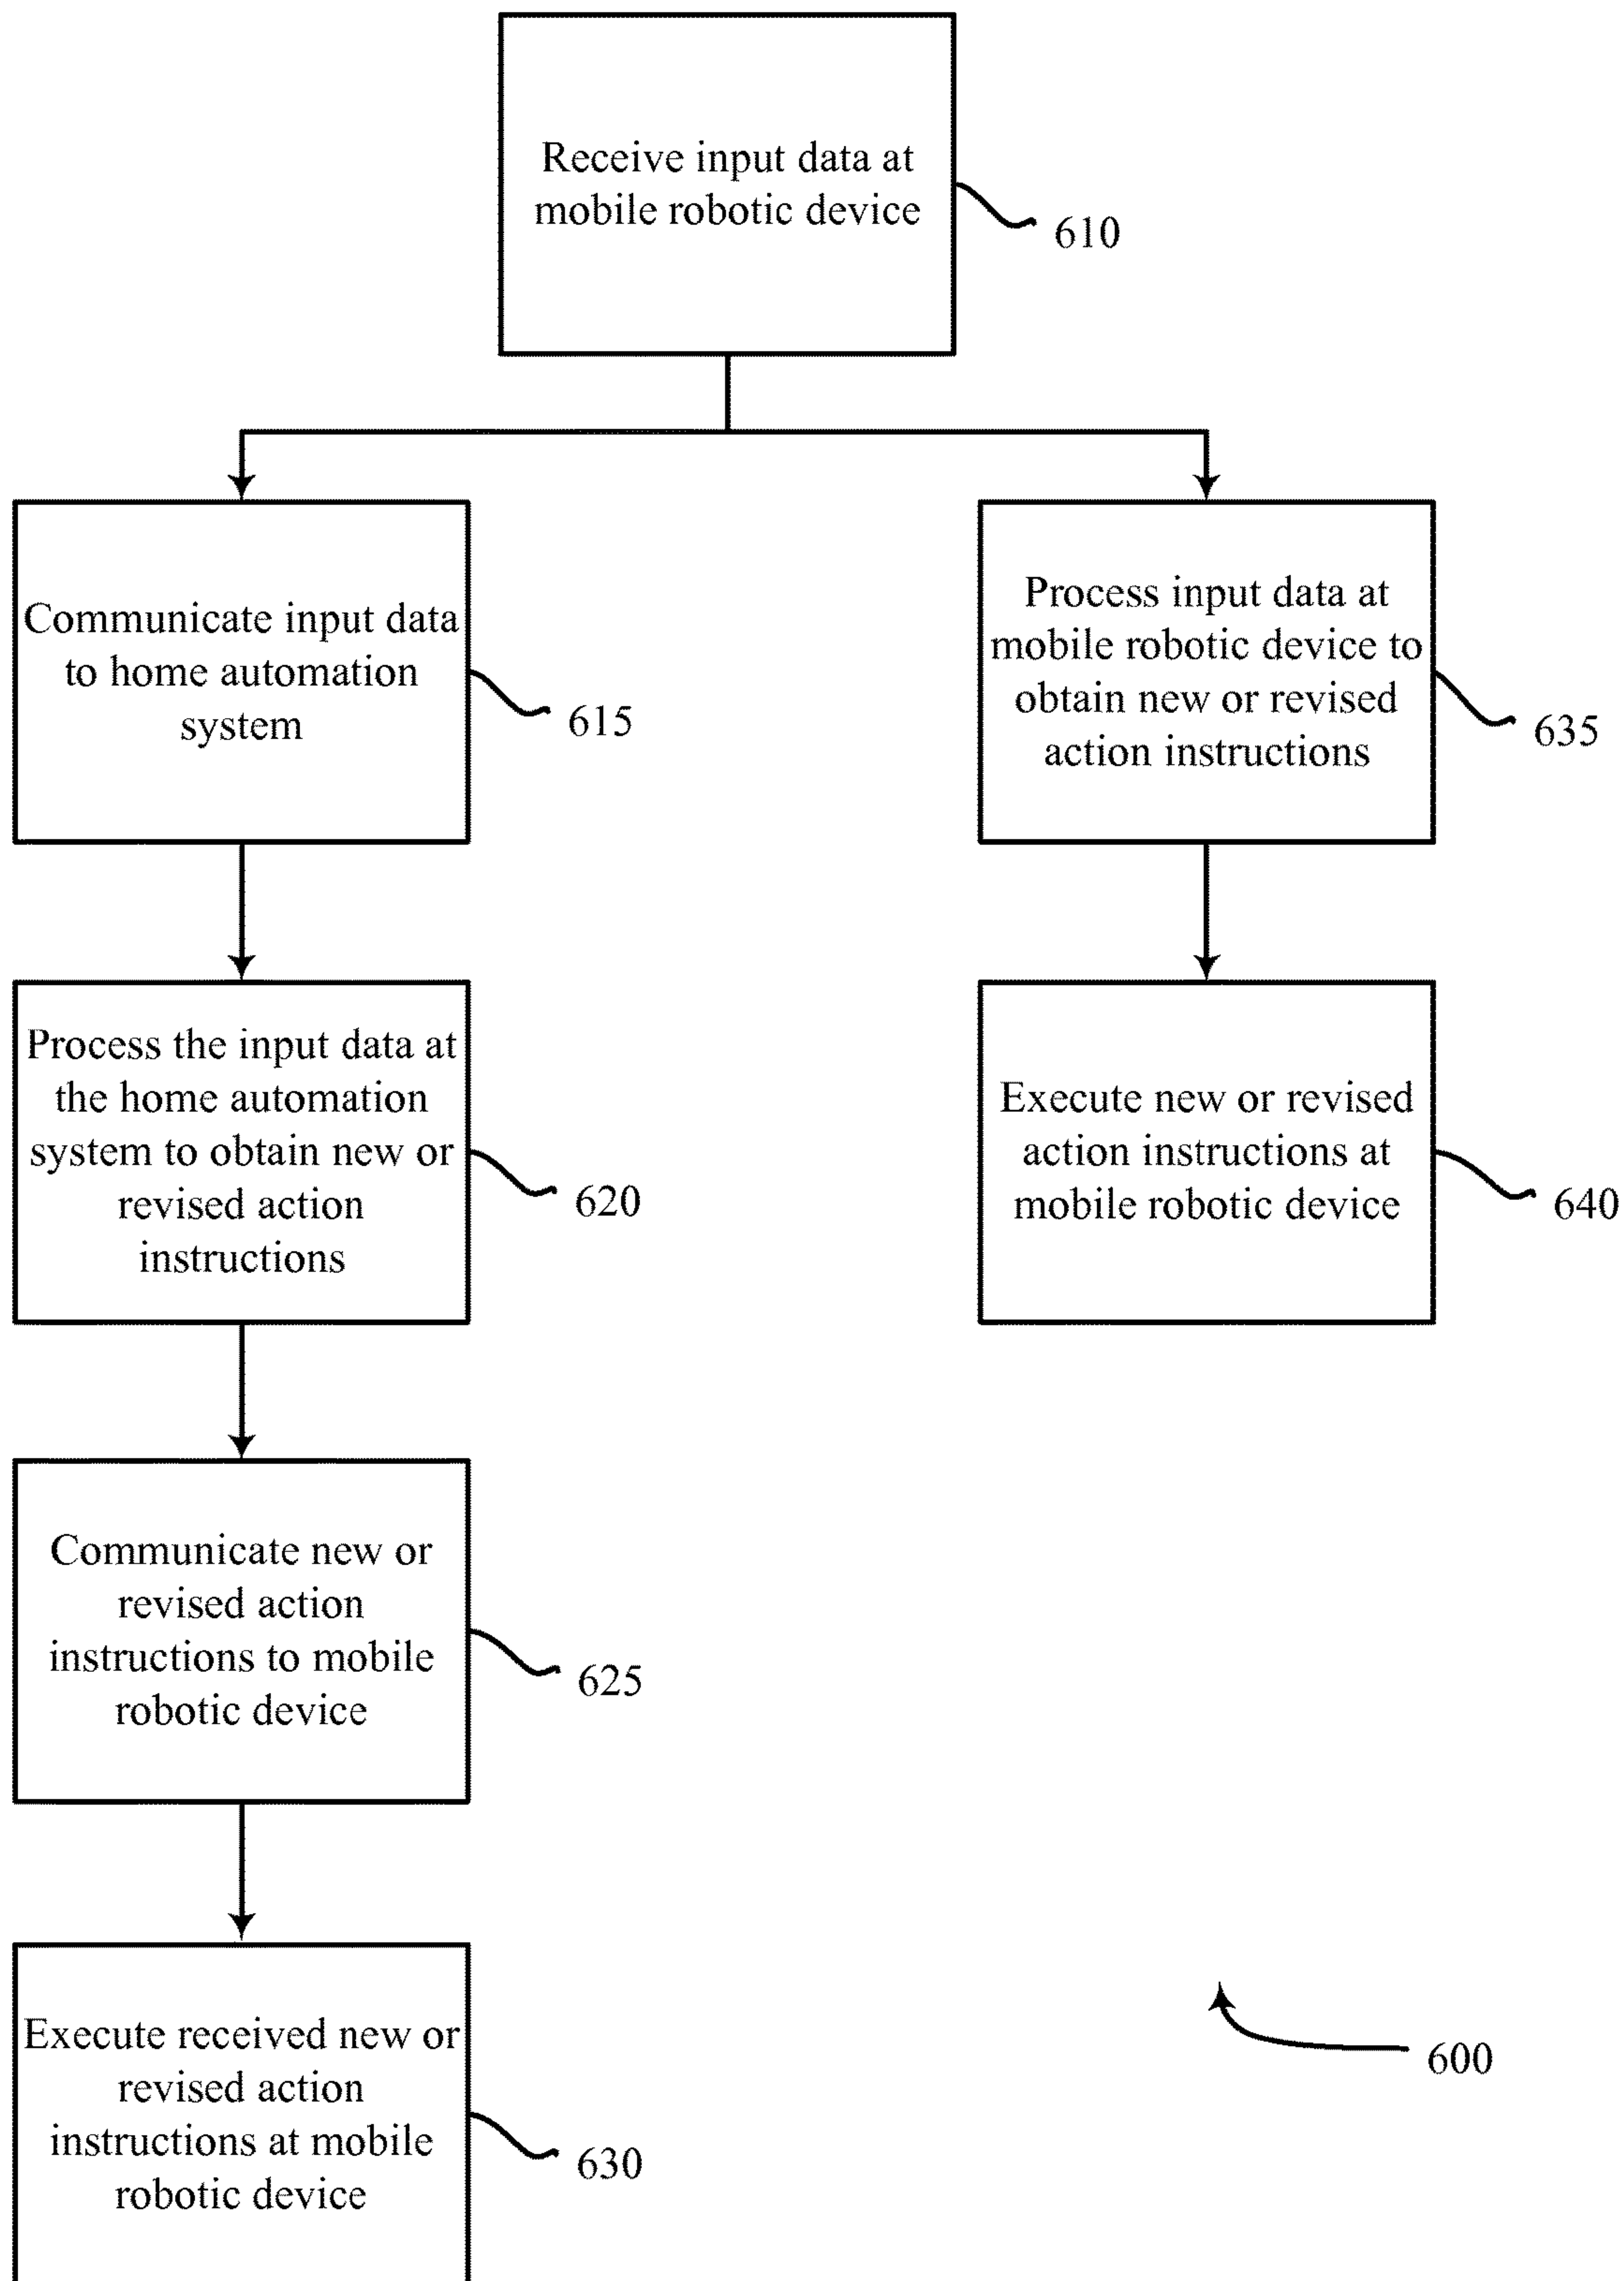 Receive input data at
mobile robotic device
610
Communicate input data
to home automation
system
615
Process input data at
mobile robotic device to
obtain new or revised
action instructions
635
Process the input data at
the home automation
system to obtain new or
revised action
instructions
620
Execute new or revised
action instructions at
mobile robotic device
640
Communicate new or
revised action
instructions to mobile
robotic device
625
Execute received new or
revised action
instructions at mobile
robotic device
630
600